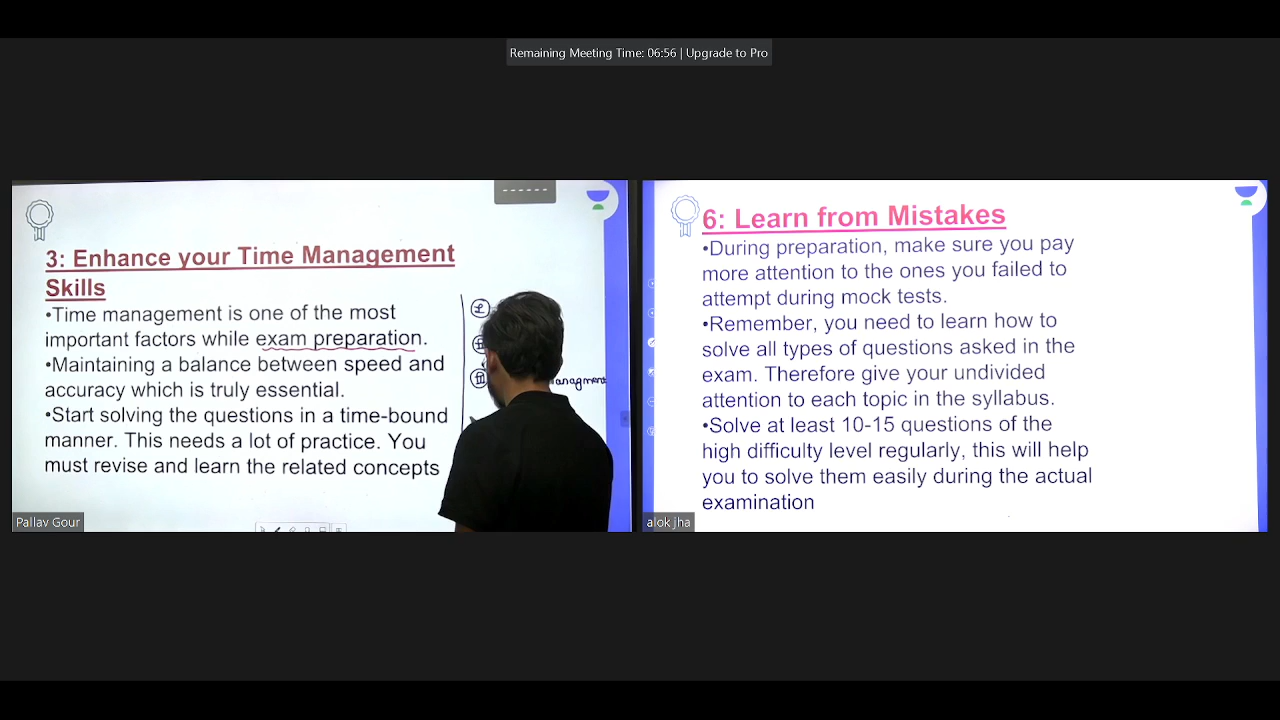 Remaining Meeting Time: 06:56 | Upgrade to Pro
3: Enhance your Time Management
Skills
•Time management is one of the most
important factors while exam preparation.
•Maintaining a balance between speed and
accuracy which is truly essential.
•Start solving the questions in a time-bound
manner. This needs a lot of practice. You
must revise and learn the related concepts
Pallav Gour
6: Learn from Mistakes
•During preparation, make sure you pay
more attention to the ones you failed to
attempt during mock tests.
•Remember, you need to learn how to
solve all types of questions asked in the
exam. Therefore give your undivided
attention to each topic in the syllabus.
•Solve at least 10-15 questions of the
high difficulty level regularly, this will help
you to solve them easily during the actual
examination
alok jha